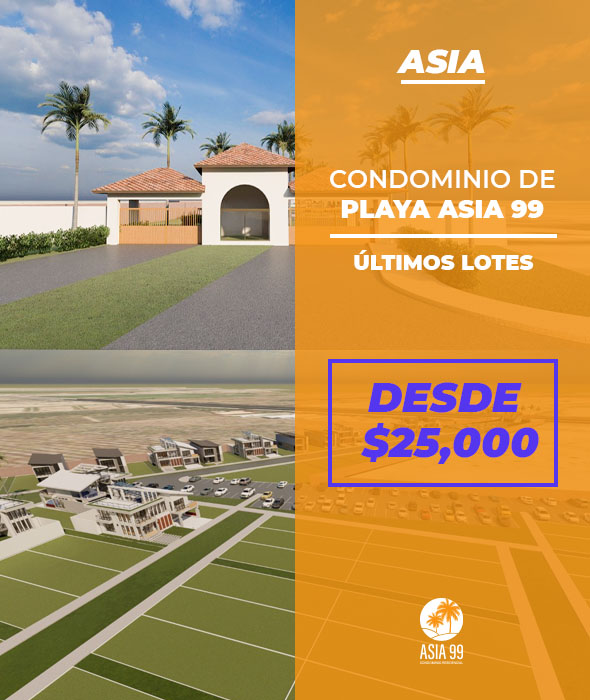 ASIA
CONDOMINIO DE
PLAYA ASIA 99
ÚLTIMOS LOTES
DESDE
$25,000
ASIA 99